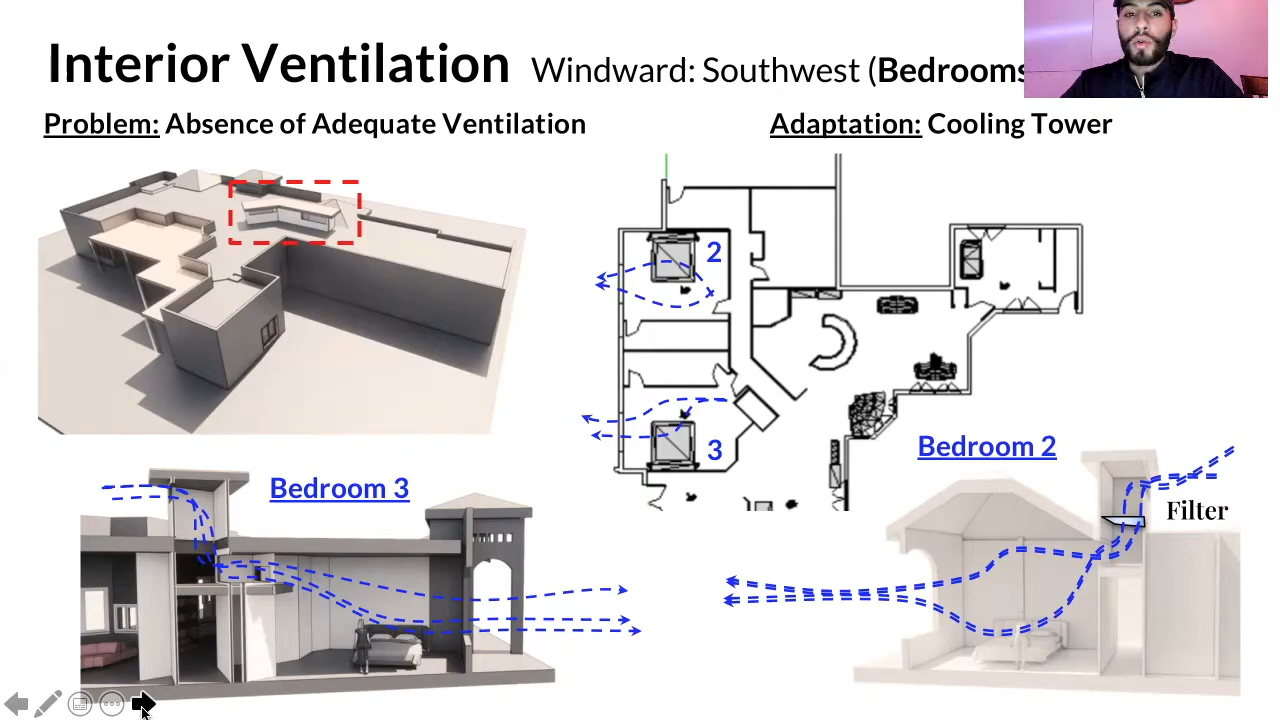 Interior Ventilation Windward: Southwest (Bedrooms
Problem: Absence of Adequate Ventilation
Adaptation: Cooling Tower
2
3
Bedroom 2
Bedroom 3
Filter